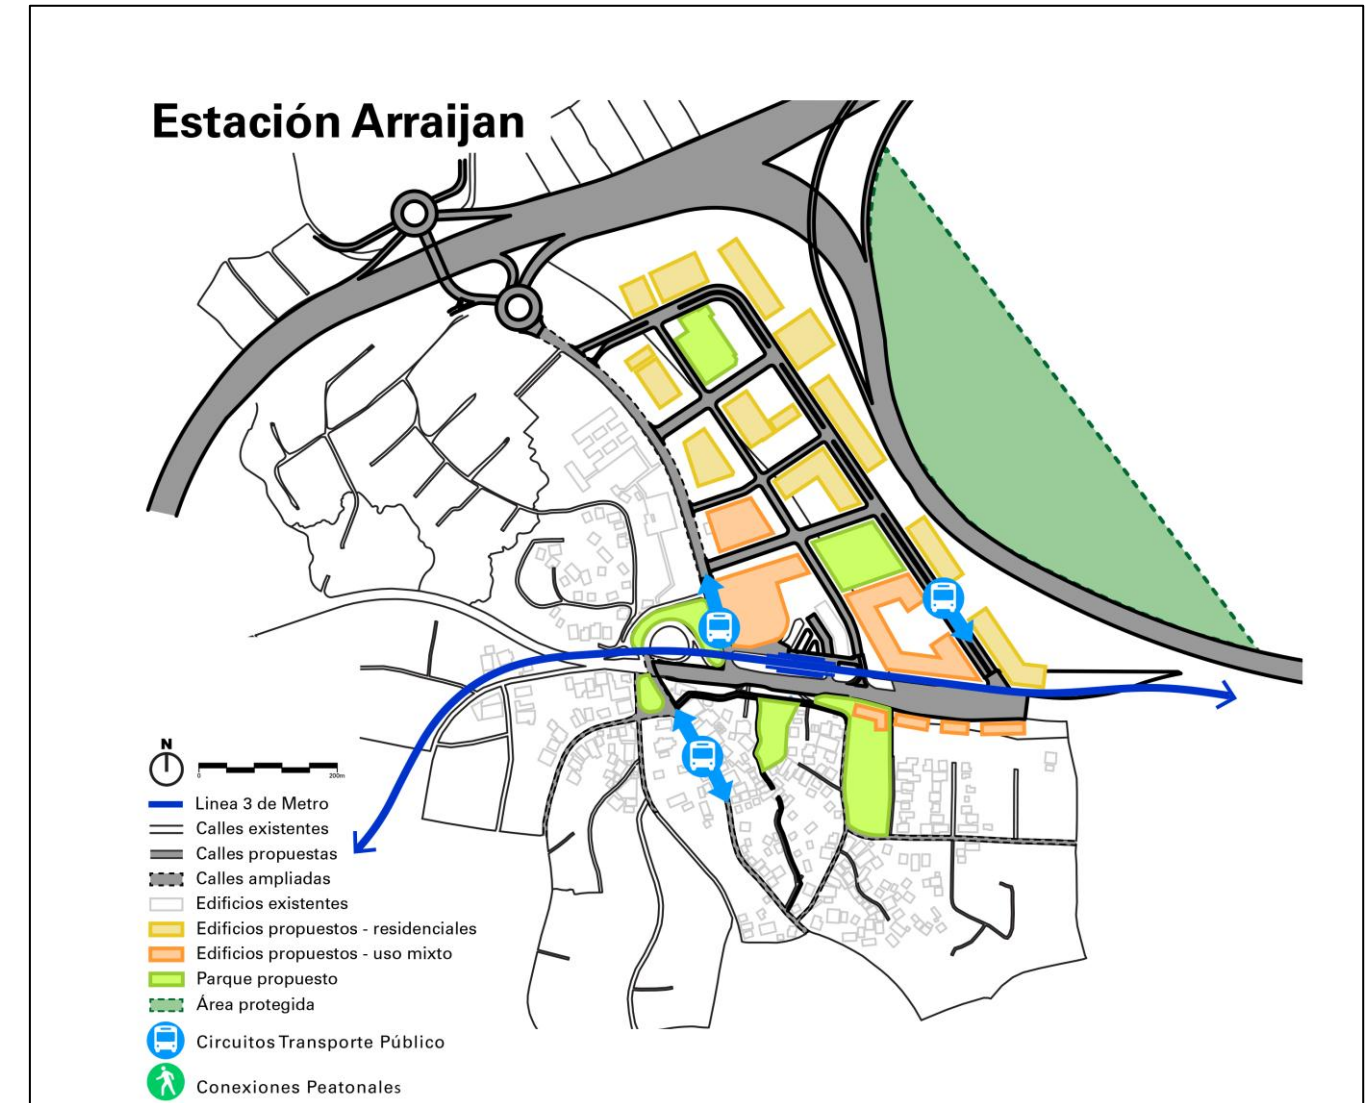 Estación Arraijan
N
0 200m
Linea 3 de Metro
Calles existentes
Calles propuestas
Calles ampliadas
Edificios existentes
Edificios propuestos - residenciales
Edificios propuestos - uso mixto
Parque propuesto
Área protegida
Circuitos Transporte Público
Conexiones Peatonales